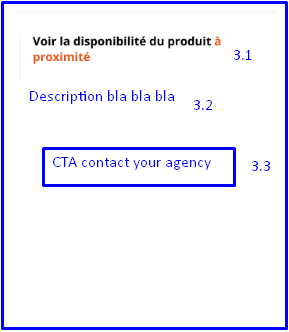 Voir la disponibilité du produit à
proximité
3.1
Description bla bla bla
3.2
CTA contact your agency
3.3